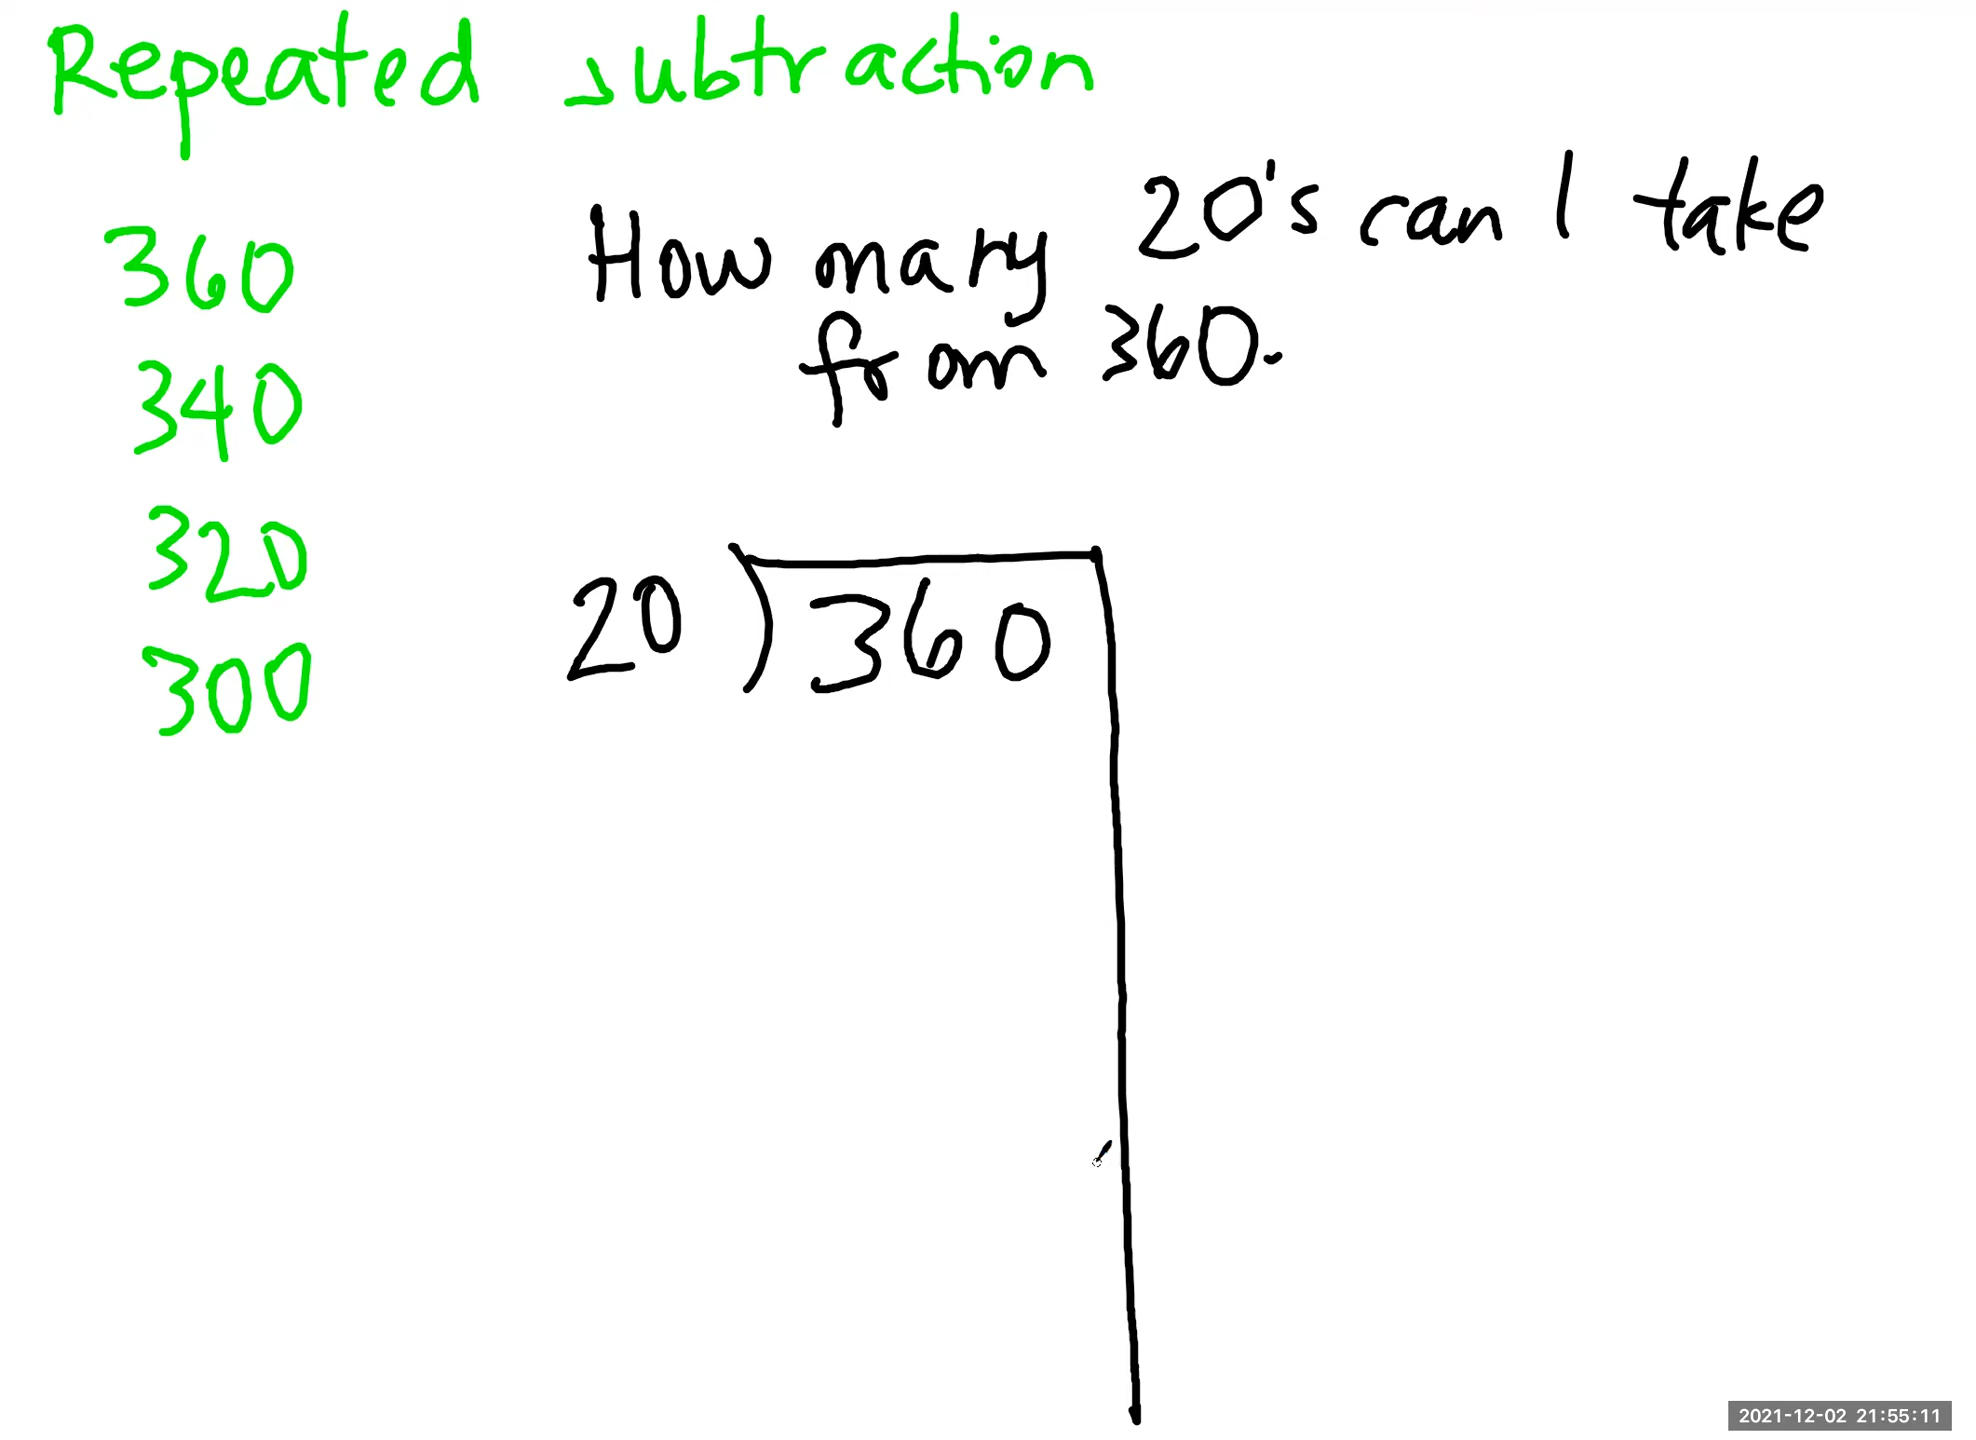 Repeated subtraction
How many 20's can I take
from 360.
360
340
320
300
20 ) 360
2021-12-02 21:55:11